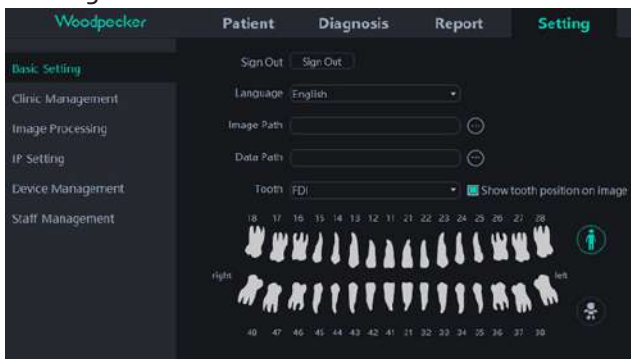 Woodpecker Patient Diagnosis Report Setting
Basic Setting
Clinic Management
Image Processing
IP Setting
Device Management
Staff Management
Sign Out Sign Out
Language English
Image Path
Data Path
Tooth FDI Show tooth position on image
18 17 16 15 14 13 12 11 21 22 23 24 25 26 27 28
right left
47 46 45 44 43 42 41 32 33 34 35 36 37